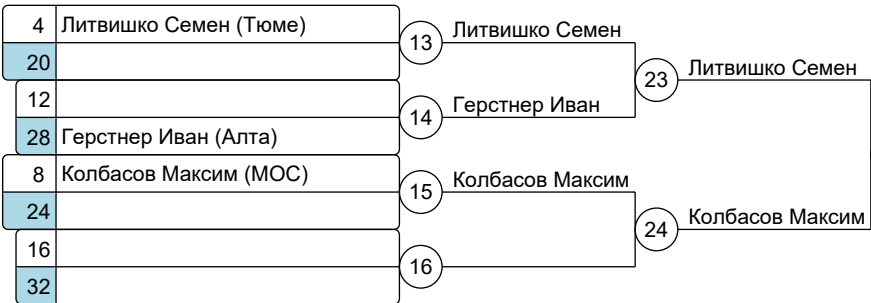 4 Литвишко Семен (Тюме)
13 Литвишко Семен
20
23 Литвишко Семен
12
14 Герстнер Иван
28 Герстнер Иван (Алта)
8 Колбасов Максим (МОС)
15 Колбасов Максим
24
24 Колбасов Максим
16
16
32